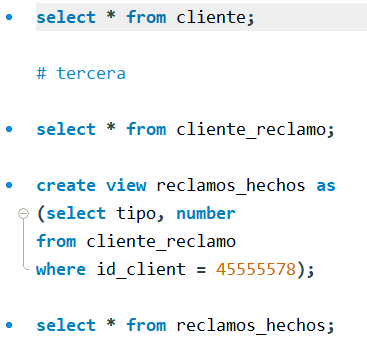 select * from cliente;
# tercera
select * from cliente_reclamo;
create view reclamos_hechos as
(select tipo, number
from cliente_reclamo
where id_client = 45555578);
select * from reclamos_hechos;